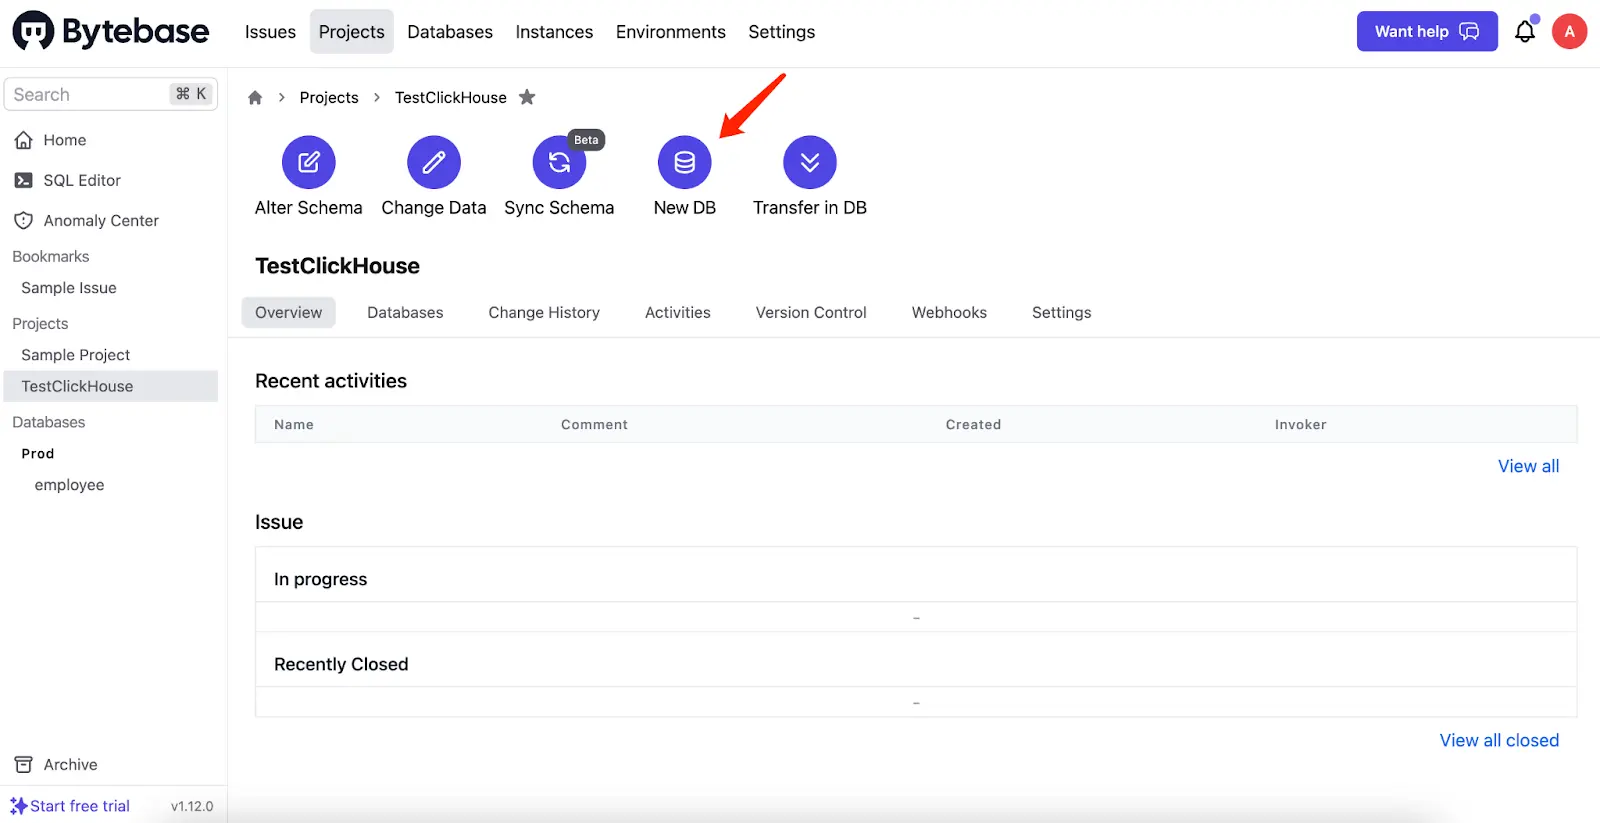 Bytebase
Issues Projects Databases Instances Environments Settings
Want help
A
Search ⌘ K
Home
SQL Editor
Anomaly Center
Bookmarks
Sample Issue
Projects
Sample Project
TestClickHouse
Databases
Prod
employee
Archive
Start free trial v1.12.0
Projects > TestClickHouse
Beta
Alter Schema Change Data Sync Schema New DB Transfer in DB
TestClickHouse
Overview Databases Change History Activities Version Control Webhooks Settings
Recent activities
Name Comment Created Invoker
View all
Issue
In progress
-
Recently Closed
-
View all closed